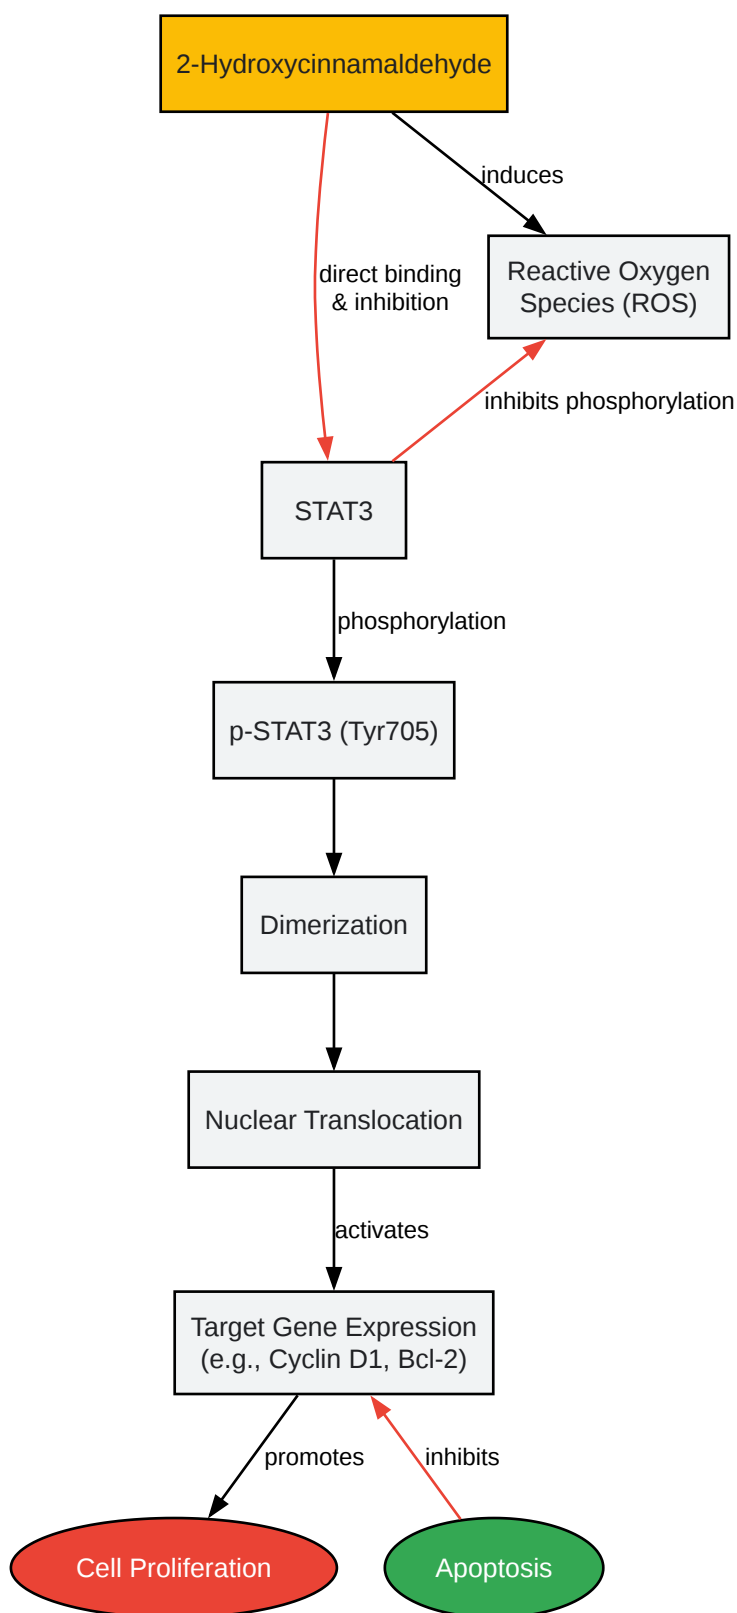 2-Hydroxycinnamaldehyde
induces
Reactive Oxygen
Species (ROS)
direct binding
& inhibition
inhibits phosphorylation
STAT3
phosphorylation
p-STAT3 (Tyr705)
Dimerization
Nuclear Translocation
activates
Target Gene Expression
(e.g., Cyclin D1, Bcl-2)
promotes
inhibits
Cell Proliferation
Apoptosis